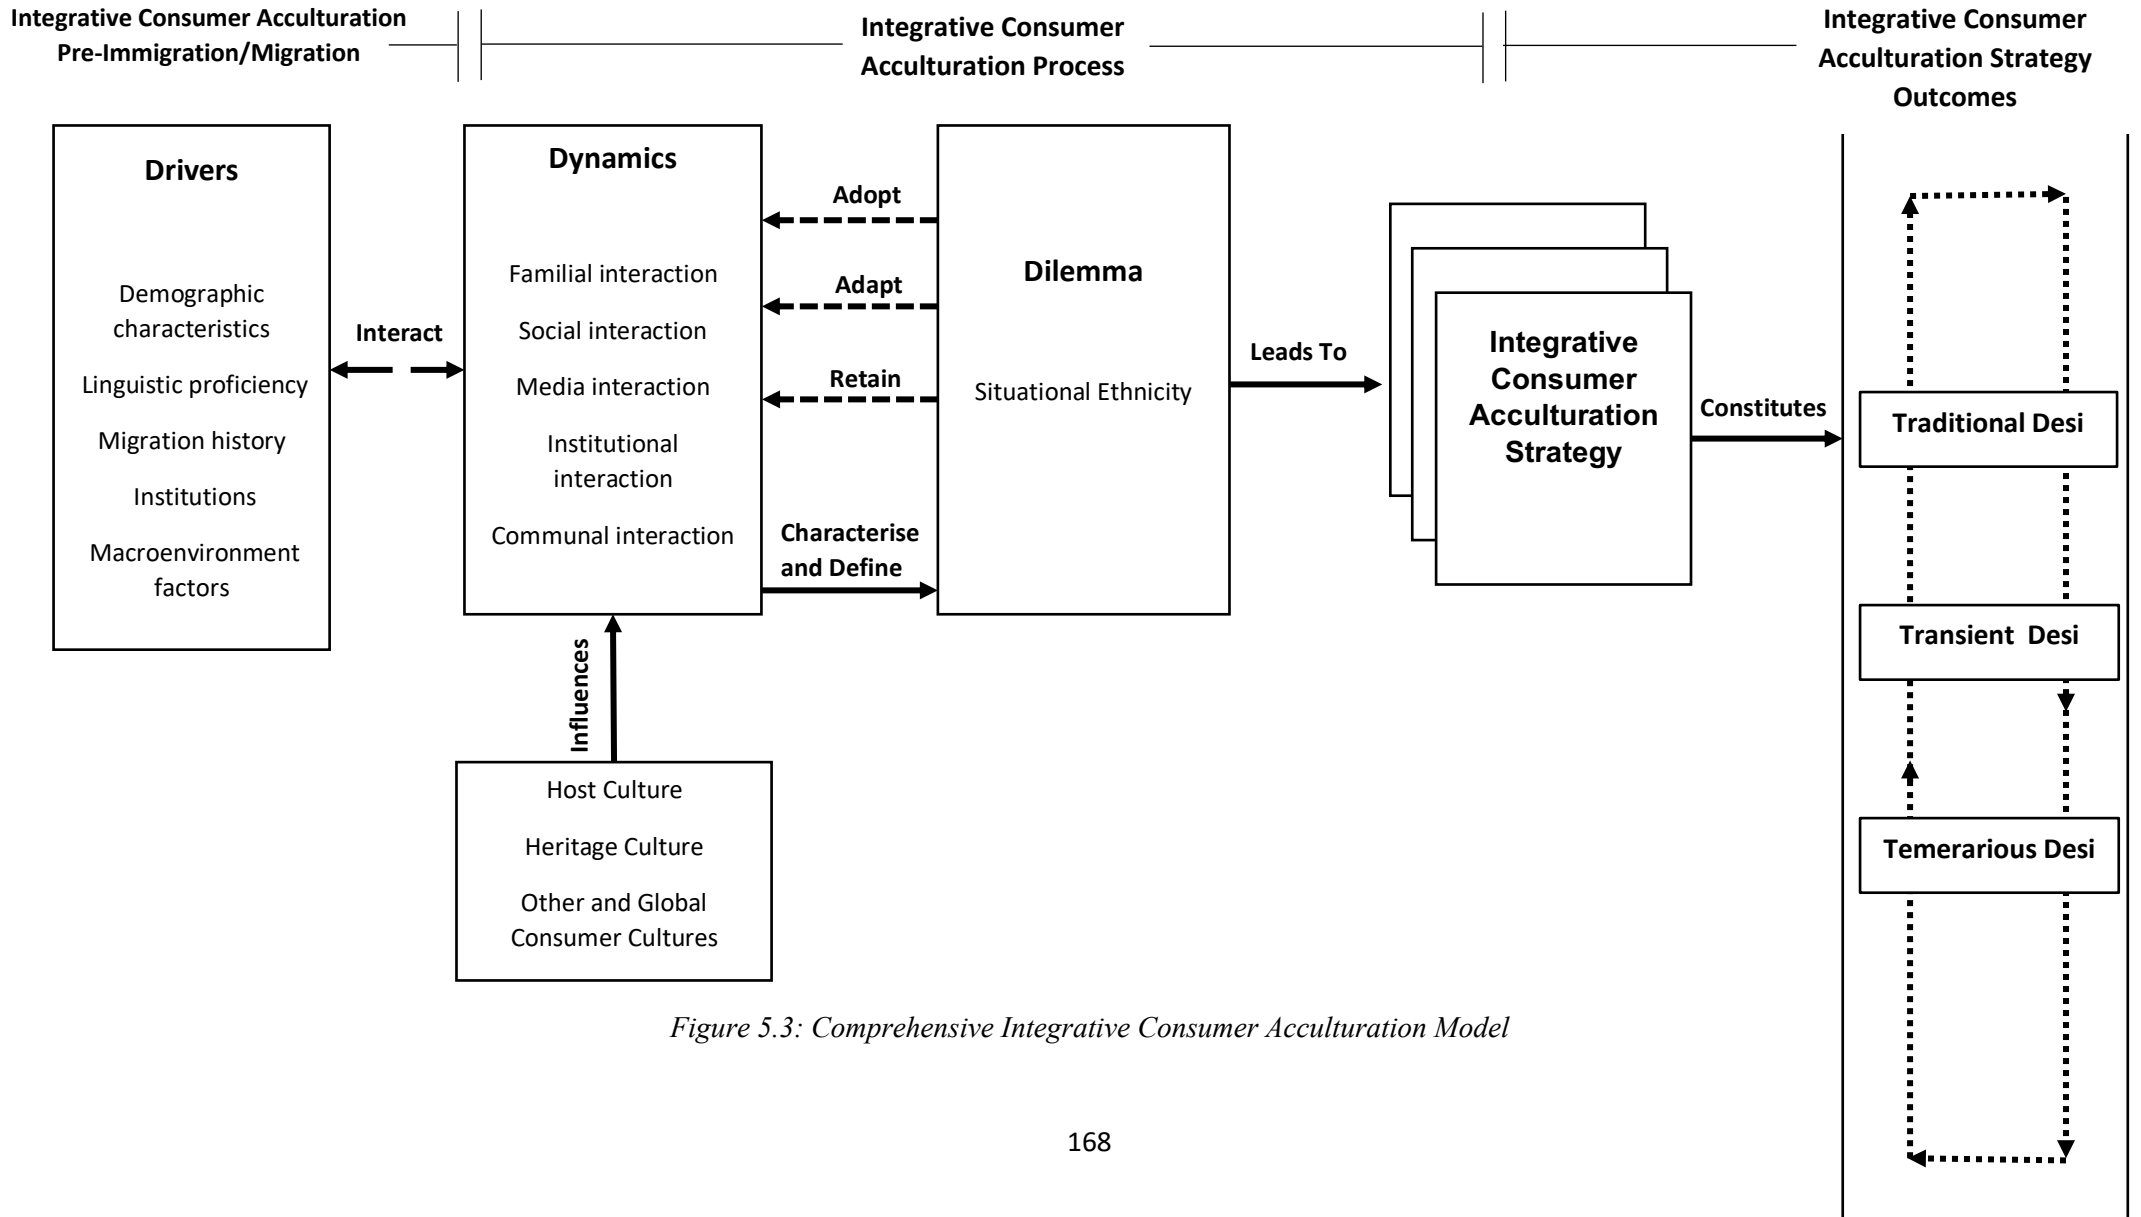 Integrative Consumer Acculturation
Pre-Immigration/Migration
Integrative Consumer
Acculturation Process
Integrative Consumer
Acculturation Strategy
Outcomes
Drivers
Demographic
characteristics
Linguistic proficiency
Migration history
Institutions
Macroenvironment
factors
Interact
Dynamics
Familial interaction
Social interaction
Media interaction
Institutional
interaction
Communal interaction
Adopt
Adapt
Retain
Characterise
and Define
Dilemma
Situational Ethnicity
Leads To
Integrative
Consumer
Acculturation
Strategy
Constitutes
Traditional Desi
Transient  Desi
Temerarious Desi
Influences
Host Culture
Heritage Culture
Other and Global
Consumer Cultures
Figure 5.3: Comprehensive Integrative Consumer Acculturation Model
168